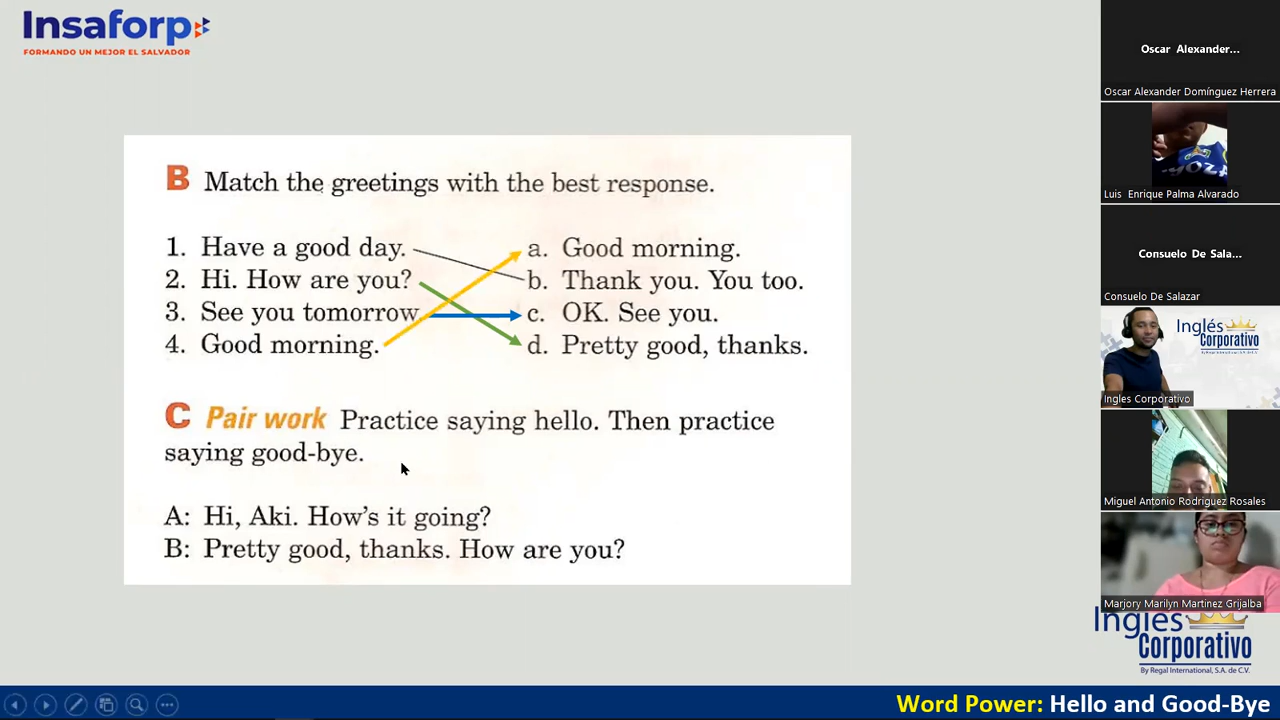 Insaforp
FORMANDO UN MEJOR EL SALVADOR
B Match the greetings with the best response.
1. Have a good day.
2. Hi. How are you?
3. See you tomorrow
4. Good morning.
a. Good morning.
b. Thank you. You too.
c. OK. See you.
d. Pretty good, thanks.
C Pair work Practice saying hello. Then practice
saying good-bye.
A: Hi, Aki. How's it going?
B: Pretty good, thanks. How are you?
Oscar Alexander...
Oscar Alexander Domínguez Herrera
Luis Enrique Palma Alvarado
Consuelo De Sala...
Consuelo De Salazar
Inglés
Corporativo
By Regal International, S.A. de C.V.
Ingles Corporativo
Miguel Antonio Rodriguez Rosales
Marjory Marilyn Martinez Grijalba
Inglés
Corporativo
By Regal International, S.A. de C.V.
Word Power: Hello and Good-Bye